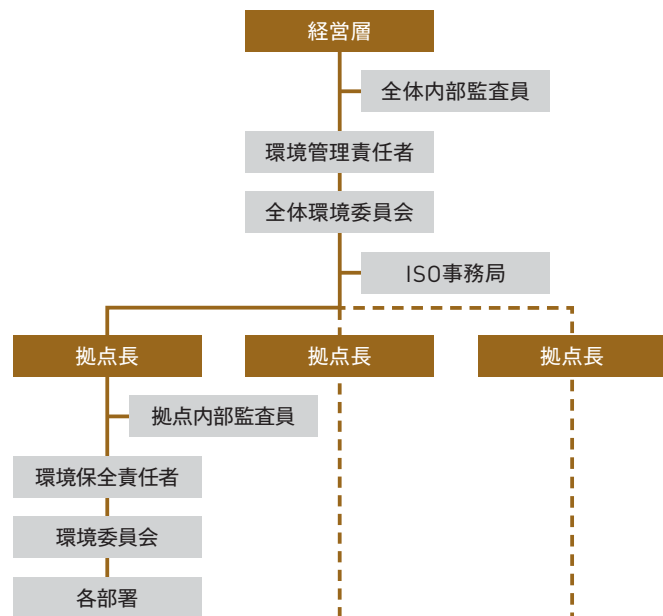 経営層
全体内部監査員
環境管理責任者
全体環境委員会
ISO事務局
拠点長
拠点長
拠点長
拠点内部監査員
環境保全責任者
環境委員会
各部署